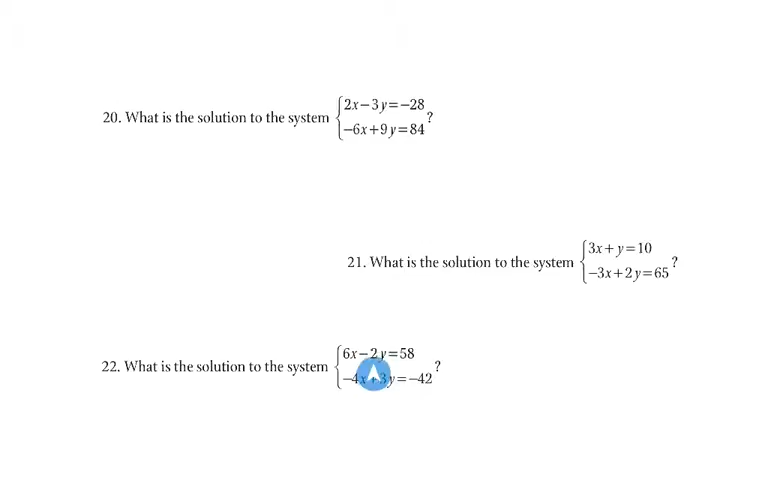 20. What is the solution to the system {2x−3y=−28
−6x+9y=84?
21. What is the solution to the system {3x+y=10
−3x+2y=65?
22. What is the solution to the system {6x−2y=58
−4x+3y=−42?